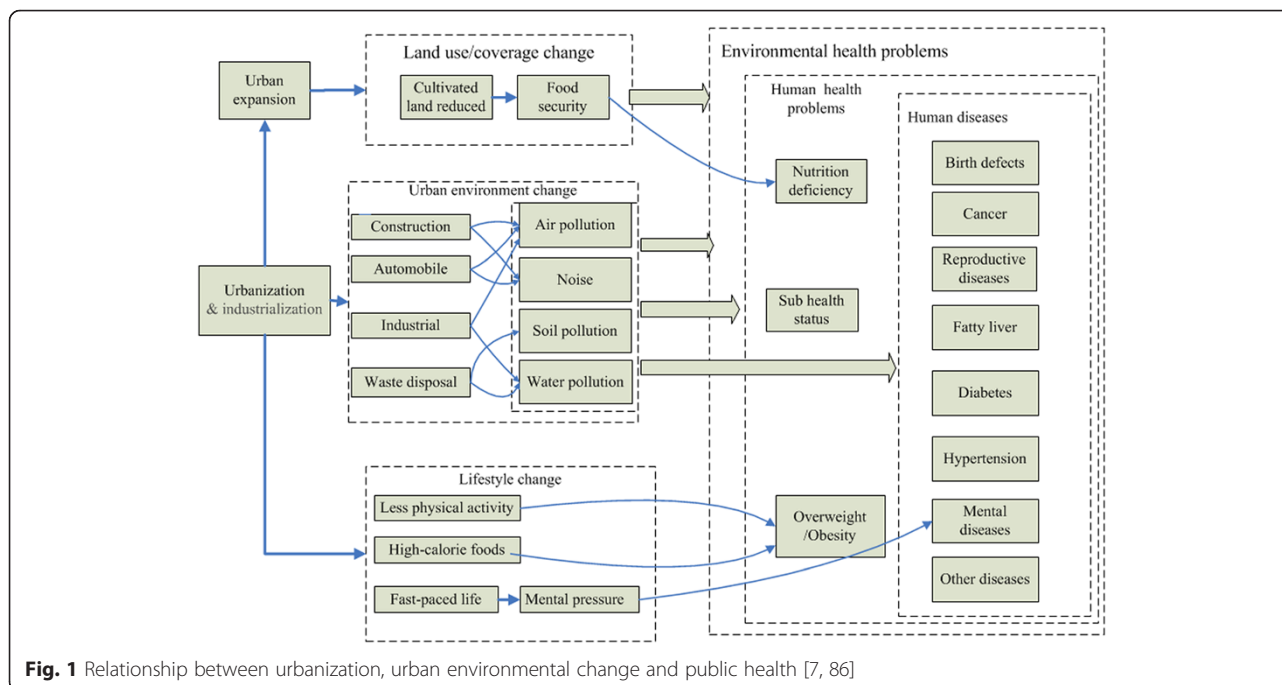 Land use/coverage change
Urban
expansion
Cultivated
land reduced
Food
security
Environmental health problems
Human health
problems
Human diseases
Nutrition
deficiency
Birth defects
Cancer
Reproductive
diseases
Sub health
status
Fatty liver
Diabetes
Hypertension
Overweight
/Obesity
Mental
diseases
Other diseases
Urban environment change
Construction
Automobile
Industrial
Waste disposal
Air pollution
Noise
Soil pollution
Water pollution
Urbanization
& industrialization
Lifestyle change
Less physical activity
High-calorie foods
Fast-paced life
Mental pressure
Fig. 1 Relationship between urbanization, urban environmental change and public health [7, 86]